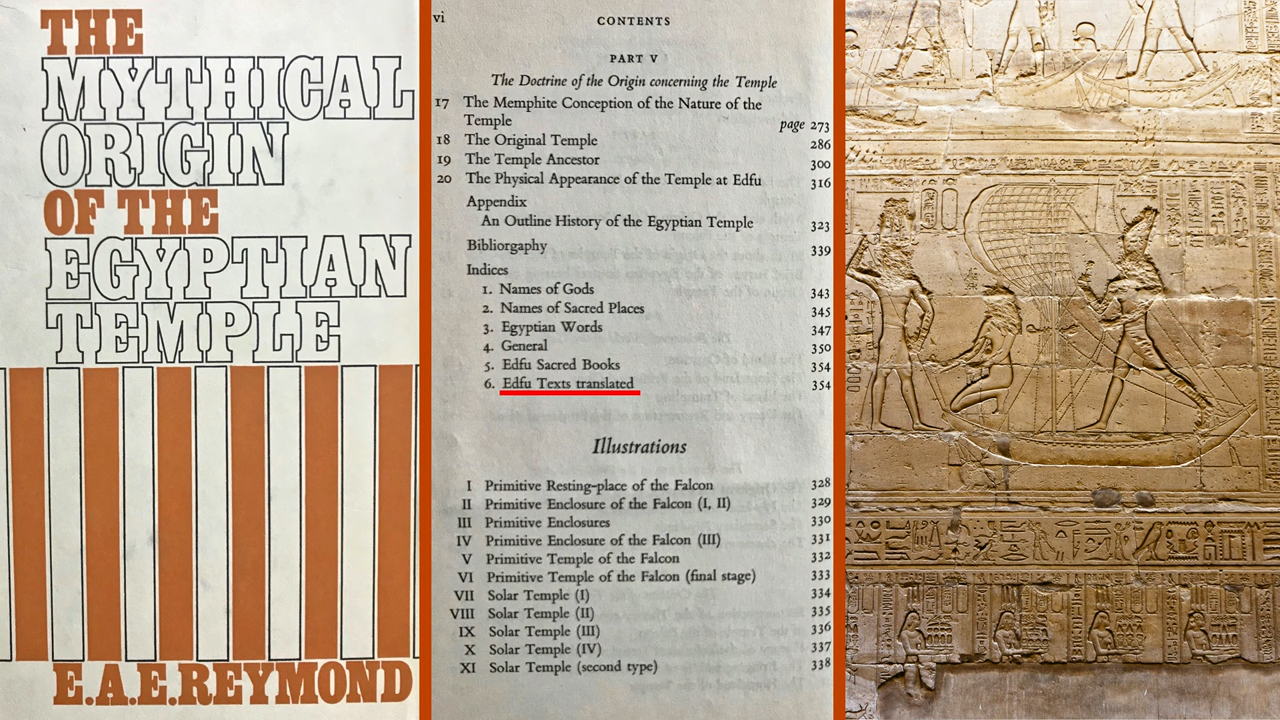 THE
MYTHICAL
ORIGIN
OF THE
EGYPTIAN
TEMPLE
E.A.E.REYMOND
vi
CONTENTS
PART V
The Doctrine of the Origin concerning the Temple
17 The Memphite Conception of the Nature of the
Temple page 273
18 The Original Temple 286
19 The Temple Ancestor 300
20 The Physical Appearance of the Temple at Edfu 316
Appendix
An Outline History of the Egyptian Temple 323
Bibliorgaphy 339
Indices
1. Names of Gods 343
2. Names of Sacred Places 345
3. Egyptian Words 347
4. General 350
5. Edfu Sacred Books 354
6. Edfu Texts translated 354
Illustrations
I Primitive Resting-place of the Falcon 328
II Primitive Enclosure of the Falcon (I, II) 329
III Primitive Enclosures 330
IV Primitive Enclosure of the Falcon (III) 331
V Primitive Temple of the Falcon 332
VI Primitive Temple of the Falcon (final stage) 333
VII Solar Temple (I) 334
VIII Solar Temple (II) 335
IX Solar Temple (III) 336
X Solar Temple (IV) 337
XI Solar Temple (second type) 338